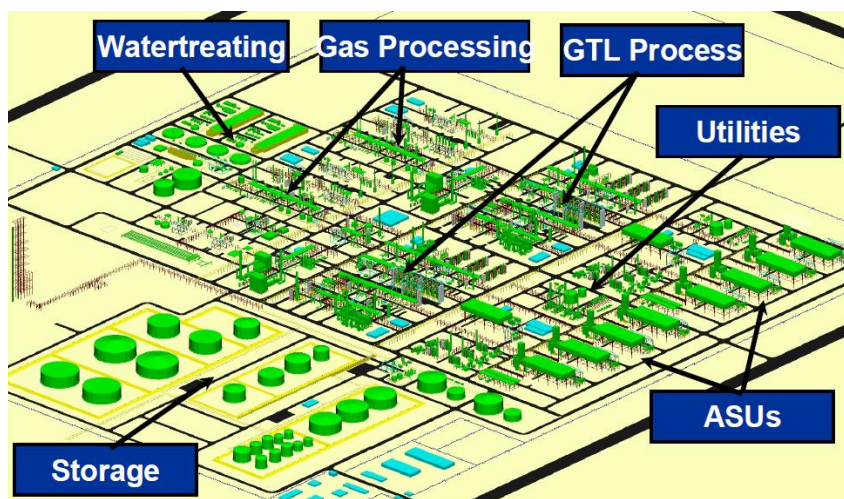 Watertreating
Gas Processing
GTL Process
Utilities
ASUs
Storage